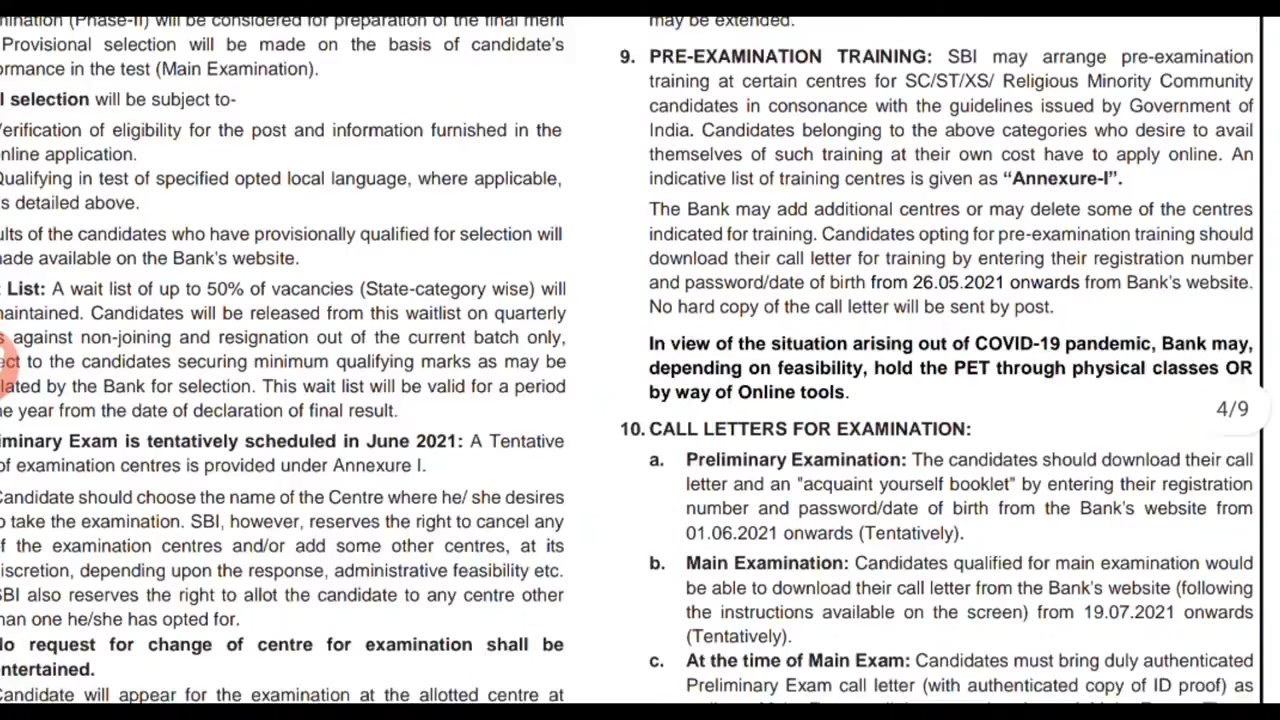 mination (Phase-II) will be considered for preparation of the final merit
Provisional selection will be made on the basis of candidate's
ormance in the test (Main Examination).
l selection will be subject to-
Verification of eligibility for the post and information furnished in the
nline application.
Qualifying in test of specified opted local language, where applicable,
s detailed above.
ults of the candidates who have provisionally qualified for selection will
nade available on the Bank's website.
t List: A wait list of up to 50% of vacancies (State-category wise) will
naintained. Candidates will be released from this waitlist on quarterly
s against non-joining and resignation out of the current batch only,
ect to the candidates securing minimum qualifying marks as may be
lated by the Bank for selection. This wait list will be valid for a period
ne year from the date of declaration of final result.
iminary Exam is tentatively scheduled in June 2021: A Tentative
of examination centres is provided under Annexure I.
Candidate should choose the name of the Centre where he/ she desires
o take the examination. SBI, however, reserves the right to cancel any
f the examination centres and/or add some other centres, at its
iscretion, depending upon the response, administrative feasibility etc.
SBI also reserves the right to allot the candidate to any centre other
han one he/she has opted for.
No request for change of centre for examination shall be
ntertained.
Candidate will appear for the examination at the allotted centre at
may be extended.
9. PRE-EXAMINATION TRAINING: SBI may arrange pre-examination
training at certain centres for SC/ST/XS/ Religious Minority Community
candidates in consonance with the guidelines issued by Government of
India. Candidates belonging to the above categories who desire to avail
themselves of such training at their own cost have to apply online. An
indicative list of training centres is given as “Annexure-I”.
The Bank may add additional centres or may delete some of the centres
indicated for training. Candidates opting for pre-examination training should
download their call letter for training by entering their registration number
and password/date of birth from 26.05.2021 onwards from Bank's website.
No hard copy of the call letter will be sent by post.
In view of the situation arising out of COVID-19 pandemic, Bank may,
depending on feasibility, hold the PET through physical classes OR
by way of Online tools.
4/9
10. CALL LETTERS FOR EXAMINATION:
a. Preliminary Examination: The candidates should download their call
letter and an "acquaint yourself booklet" by entering their registration
number and password/date of birth from the Bank's website from
01.06.2021 onwards (Tentatively).
b. Main Examination: Candidates qualified for main examination would
be able to download their call letter from the Bank's website (following
the instructions available on the screen) from 19.07.2021 onwards
(Tentatively).
c. At the time of Main Exam: Candidates must bring duly authenticated
Preliminary Exam call letter (with authenticated copy of ID proof) as